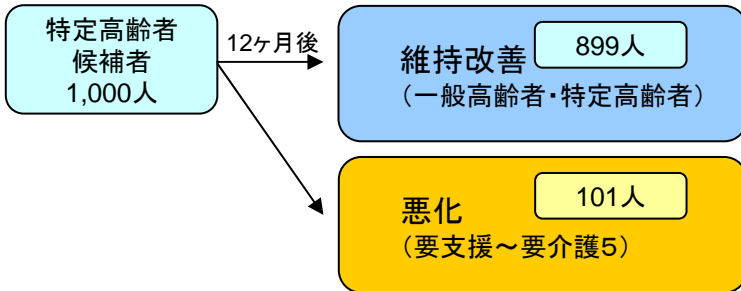 特定高齢者
候補者
1,000人
12ヶ月後
維持改善
899人
（一般高齢者・特定高齢者）
悪化
101人
（要支援～要介護5）